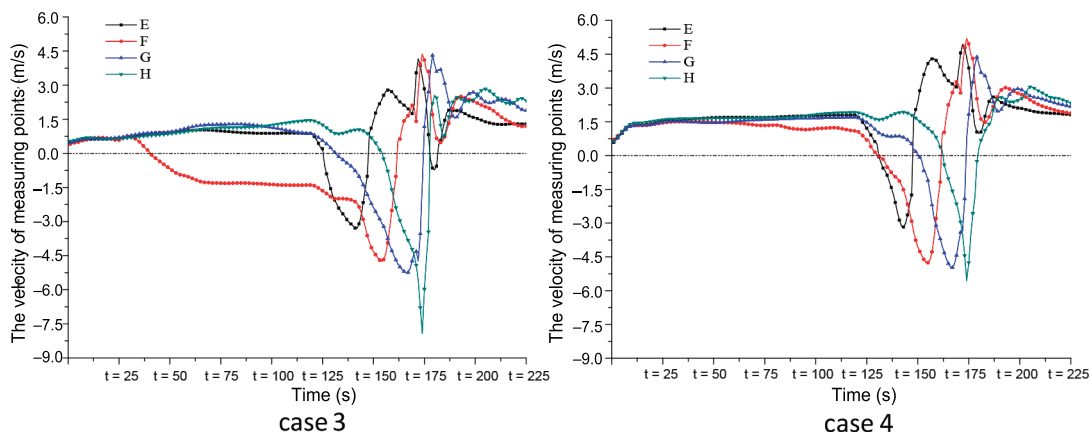 The velocity of measuring points (m/s)
6.0
4.5
3.0
1.5
0.0
−1.5
−3.0
−4.5
−6.0
−7.5
−9.0
E
F
G
H
t = 25 t = 50 t = 75 t = 100 t = 125 t = 150 t = 175 t = 200 t = 225
Time (s)
case 3
The velocity of measuring points (m/s)
6.0
4.5
3.0
1.5
0.0
−1.5
−3.0
−4.5
−6.0
−7.5
−9.0
E
F
G
H
t = 25 t = 50 t = 75 t = 100 t = 125 t = 150 t = 175 t = 200 t = 225
Time (s)
case 4